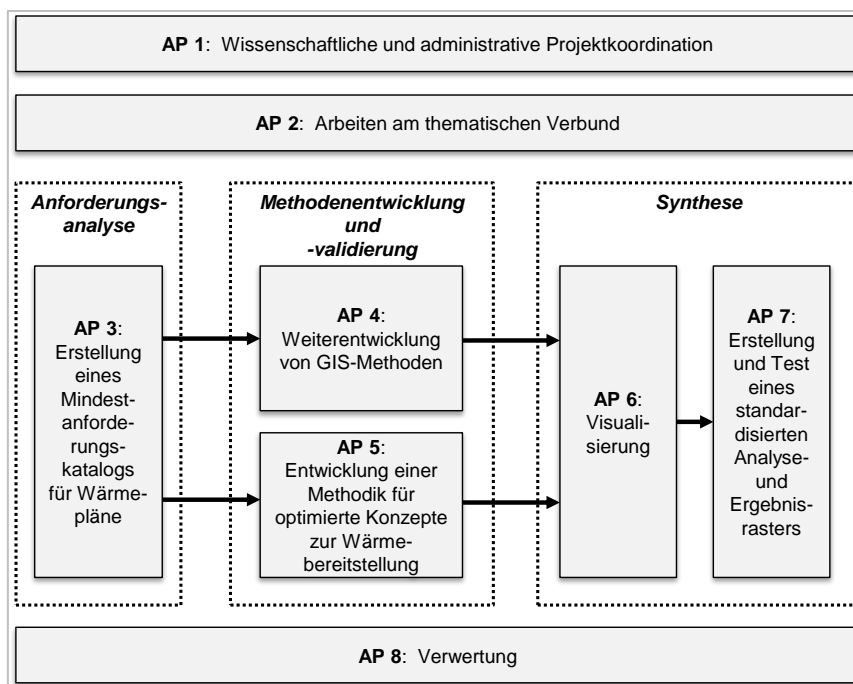 AP 1: Wissenschaftliche und administrative Projektkoordination
AP 2: Arbeiten am thematischen Verbund
Anforderungs-
analyse
AP 3:
Erstellung
eines
Mindest-
anforde-
rungs-
katalogs
für Wärme-
pläne
Methodenentwicklung
und
-validierung
AP 4:
Weiterentwicklung
von GIS-Methoden
AP 5:
Entwicklung einer
Methodik für
optimierte Konzepte
zur Wärme-
bereitstellung
Synthese
AP 6:
Visuali-
sierung
AP 7:
Erstellung
und Test
eines
standar-
disierten
Analyse-
und
Ergebnis-
rasters
AP 8: Verwertung